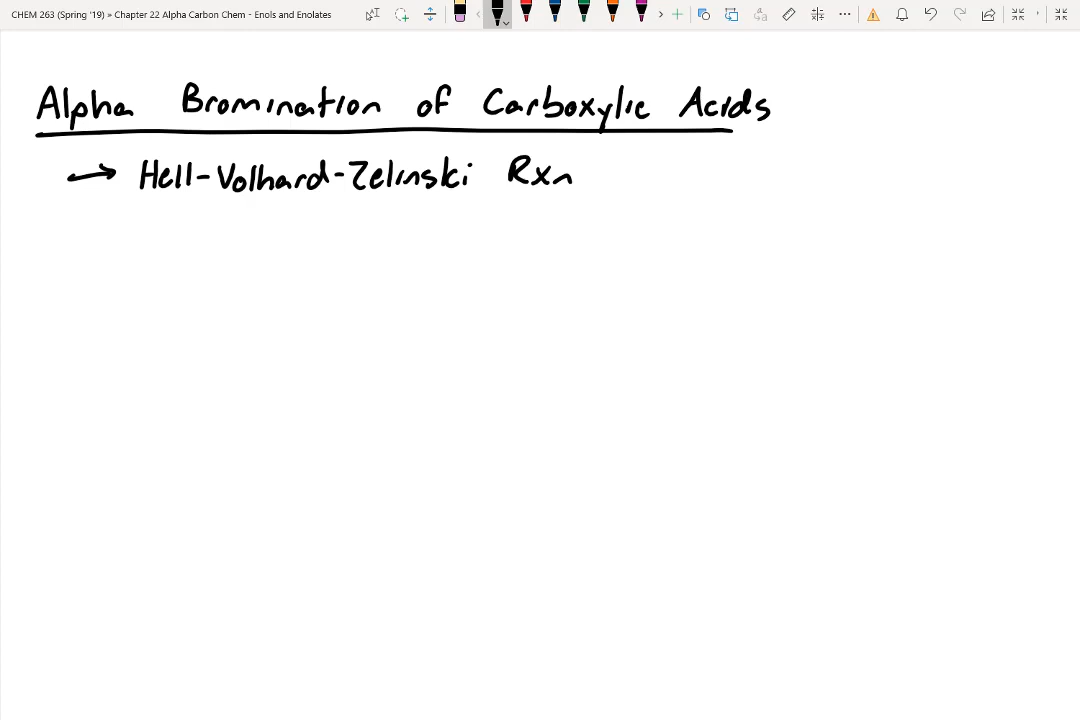 CHEM 263 (Spring '19) » Chapter 22 Alpha Carbon Chem - Enols and Enolates
Alpha Bromination of Carboxylic Acids
→ Hell-Volhard-Zelinski Rxn